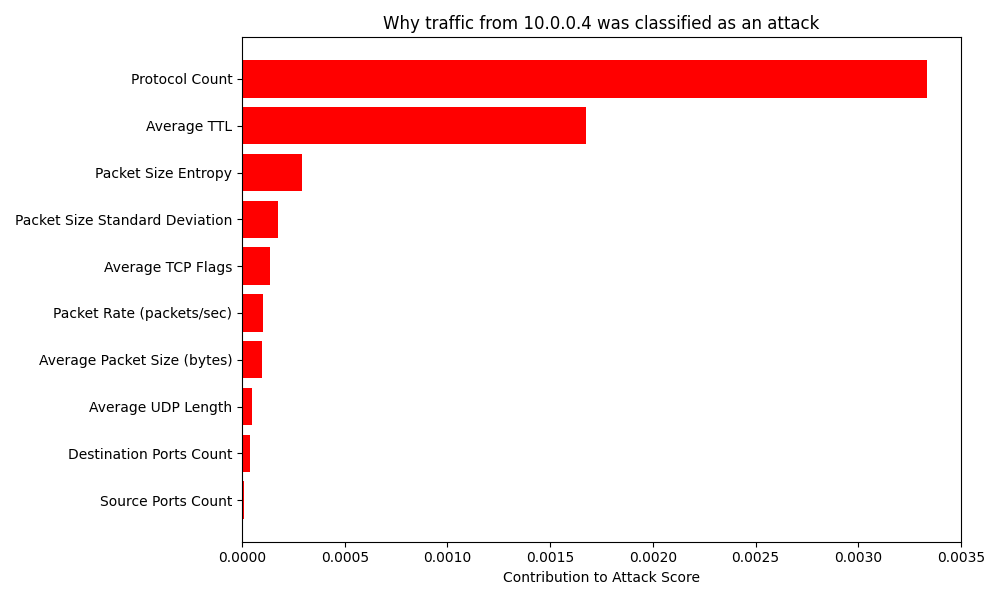 Why traffic from 10.0.0.4 was classified as an attack
Protocol Count
Average TTL
Packet Size Entropy
Packet Size Standard Deviation
Average TCP Flags
Packet Rate (packets/sec)
Average Packet Size (bytes)
Average UDP Length
Destination Ports Count
Source Ports Count
0.0000 0.0005 0.0010 0.0015 0.0020 0.0025 0.0030 0.0035
Contribution to Attack Score